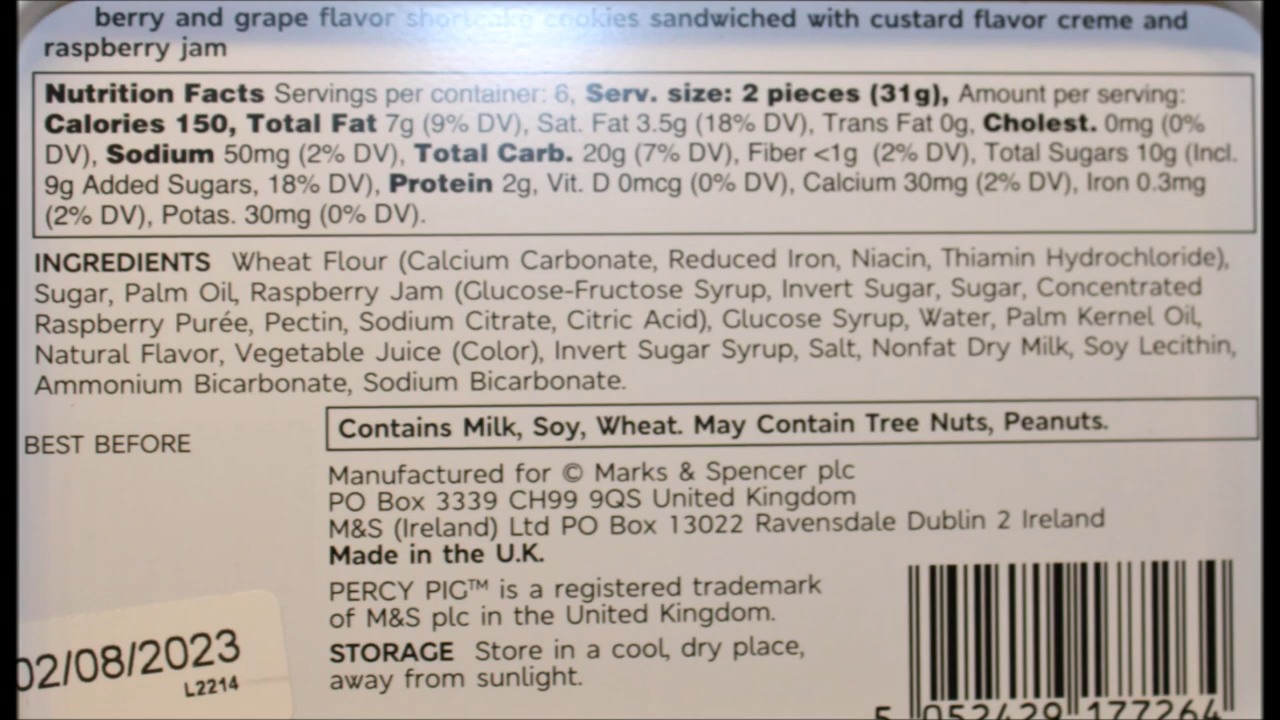 berry and grape flavor shortcake cookies sandwiched with custard flavor creme and
raspberry jam
Nutrition Facts Servings per container: 6, Serv. size: 2 pieces (31g), Amount per serving:
Calories 150, Total Fat 7g (9% DV), Sat. Fat 3.5g (18% DV), Trans Fat 0g, Cholest. 0mg (0%
DV), Sodium 50mg (2% DV), Total Carb. 20g (7% DV), Fiber <1g (2% DV), Total Sugars 10g (Incl.
9g Added Sugars, 18% DV), Protein 2g, Vit. D 0mcg (0% DV), Calcium 30mg (2% DV), Iron 0.3mg
(2% DV), Potas. 30mg (0% DV).
INGREDIENTS Wheat Flour (Calcium Carbonate, Reduced Iron, Niacin, Thiamin Hydrochloride),
Sugar, Palm Oil, Raspberry Jam (Glucose-Fructose Syrup, Invert Sugar, Sugar, Concentrated
Raspberry Purée, Pectin, Sodium Citrate, Citric Acid), Glucose Syrup, Water, Palm Kernel Oil,
Natural Flavor, Vegetable Juice (Color), Invert Sugar Syrup, Salt, Nonfat Dry Milk, Soy Lecithin,
Ammonium Bicarbonate, Sodium Bicarbonate.
Contains Milk, Soy, Wheat. May Contain Tree Nuts, Peanuts.
BEST BEFORE
02/08/2023
L2214
Manufactured for © Marks & Spencer plc
PO Box 3339 CH99 9QS United Kingdom
M&S (Ireland) Ltd PO Box 13022 Ravensdale Dublin 2 Ireland
Made in the U.K.
PERCY PIG™ is a registered trademark
of M&S plc in the United Kingdom.
STORAGE Store in a cool, dry place,
away from sunlight.
5 052429 177264